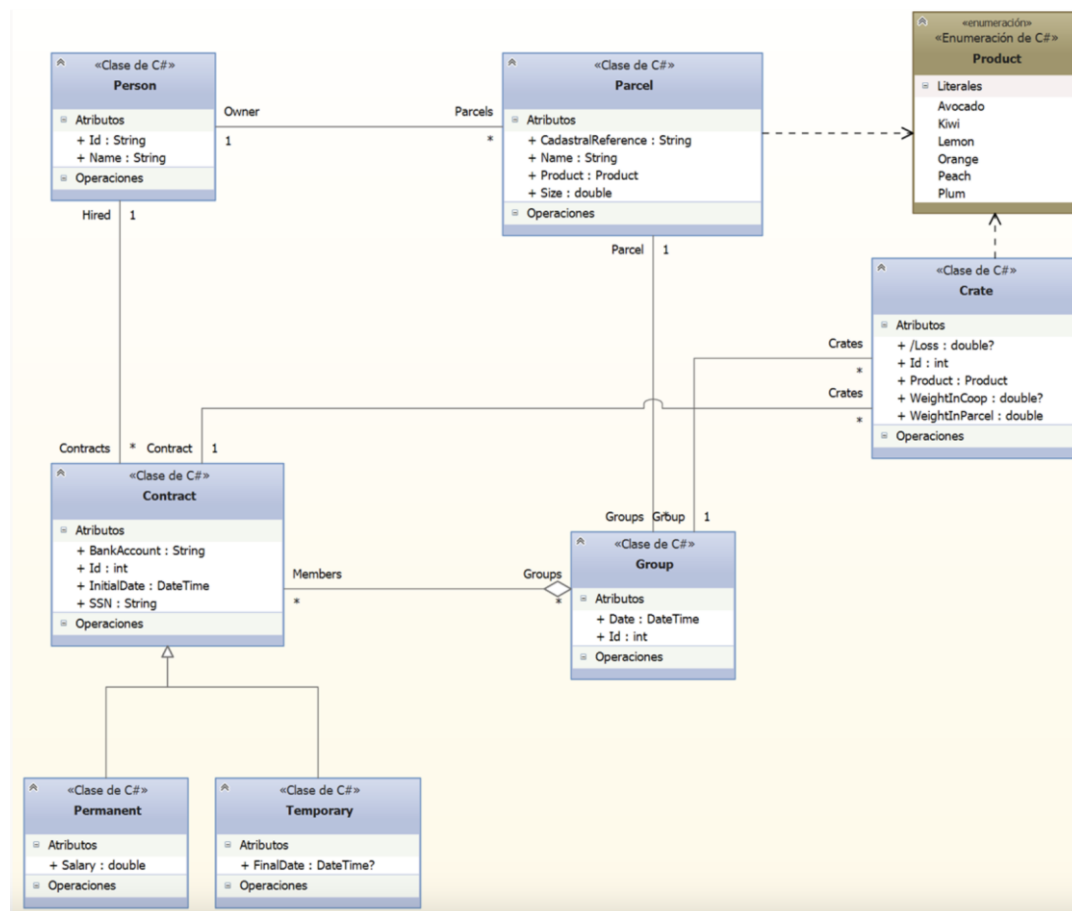 «Clase de C#»
Person
Atributos
+ Id : String
+ Name : String
Operaciones
Owner
1
Parcels
*
«Clase de C#»
Parcel
Atributos
+ CadastralReference : String
+ Name : String
+ Product : Product
+ Size : double
Operaciones
«enumeración»
«Enumeración de C#»
Product
Literales
Avocado
Kiwi
Lemon
Orange
Peach
Plum
Hired
1
Parcel
1
«Clase de C#»
Crate
Atributos
+ /Loss : double?
+ Id : int
+ Product : Product
+ WeightInCoop : double?
+ WeightInParcel : double
Operaciones
Crates
*
Crates
*
Contracts
*
Contract
1
«Clase de C#»
Contract
Atributos
+ BankAccount : String
+ Id : int
+ InitialDate : DateTime
+ SSN : String
Operaciones
Members
*
Groups
*
Groups
*
Group
1
«Clase de C#»
Group
Atributos
+ Date : DateTime
+ Id : int
Operaciones
«Clase de C#»
Permanent
Atributos
+ Salary : double
Operaciones
«Clase de C#»
Temporary
Atributos
+ FinalDate : DateTime?
Operaciones